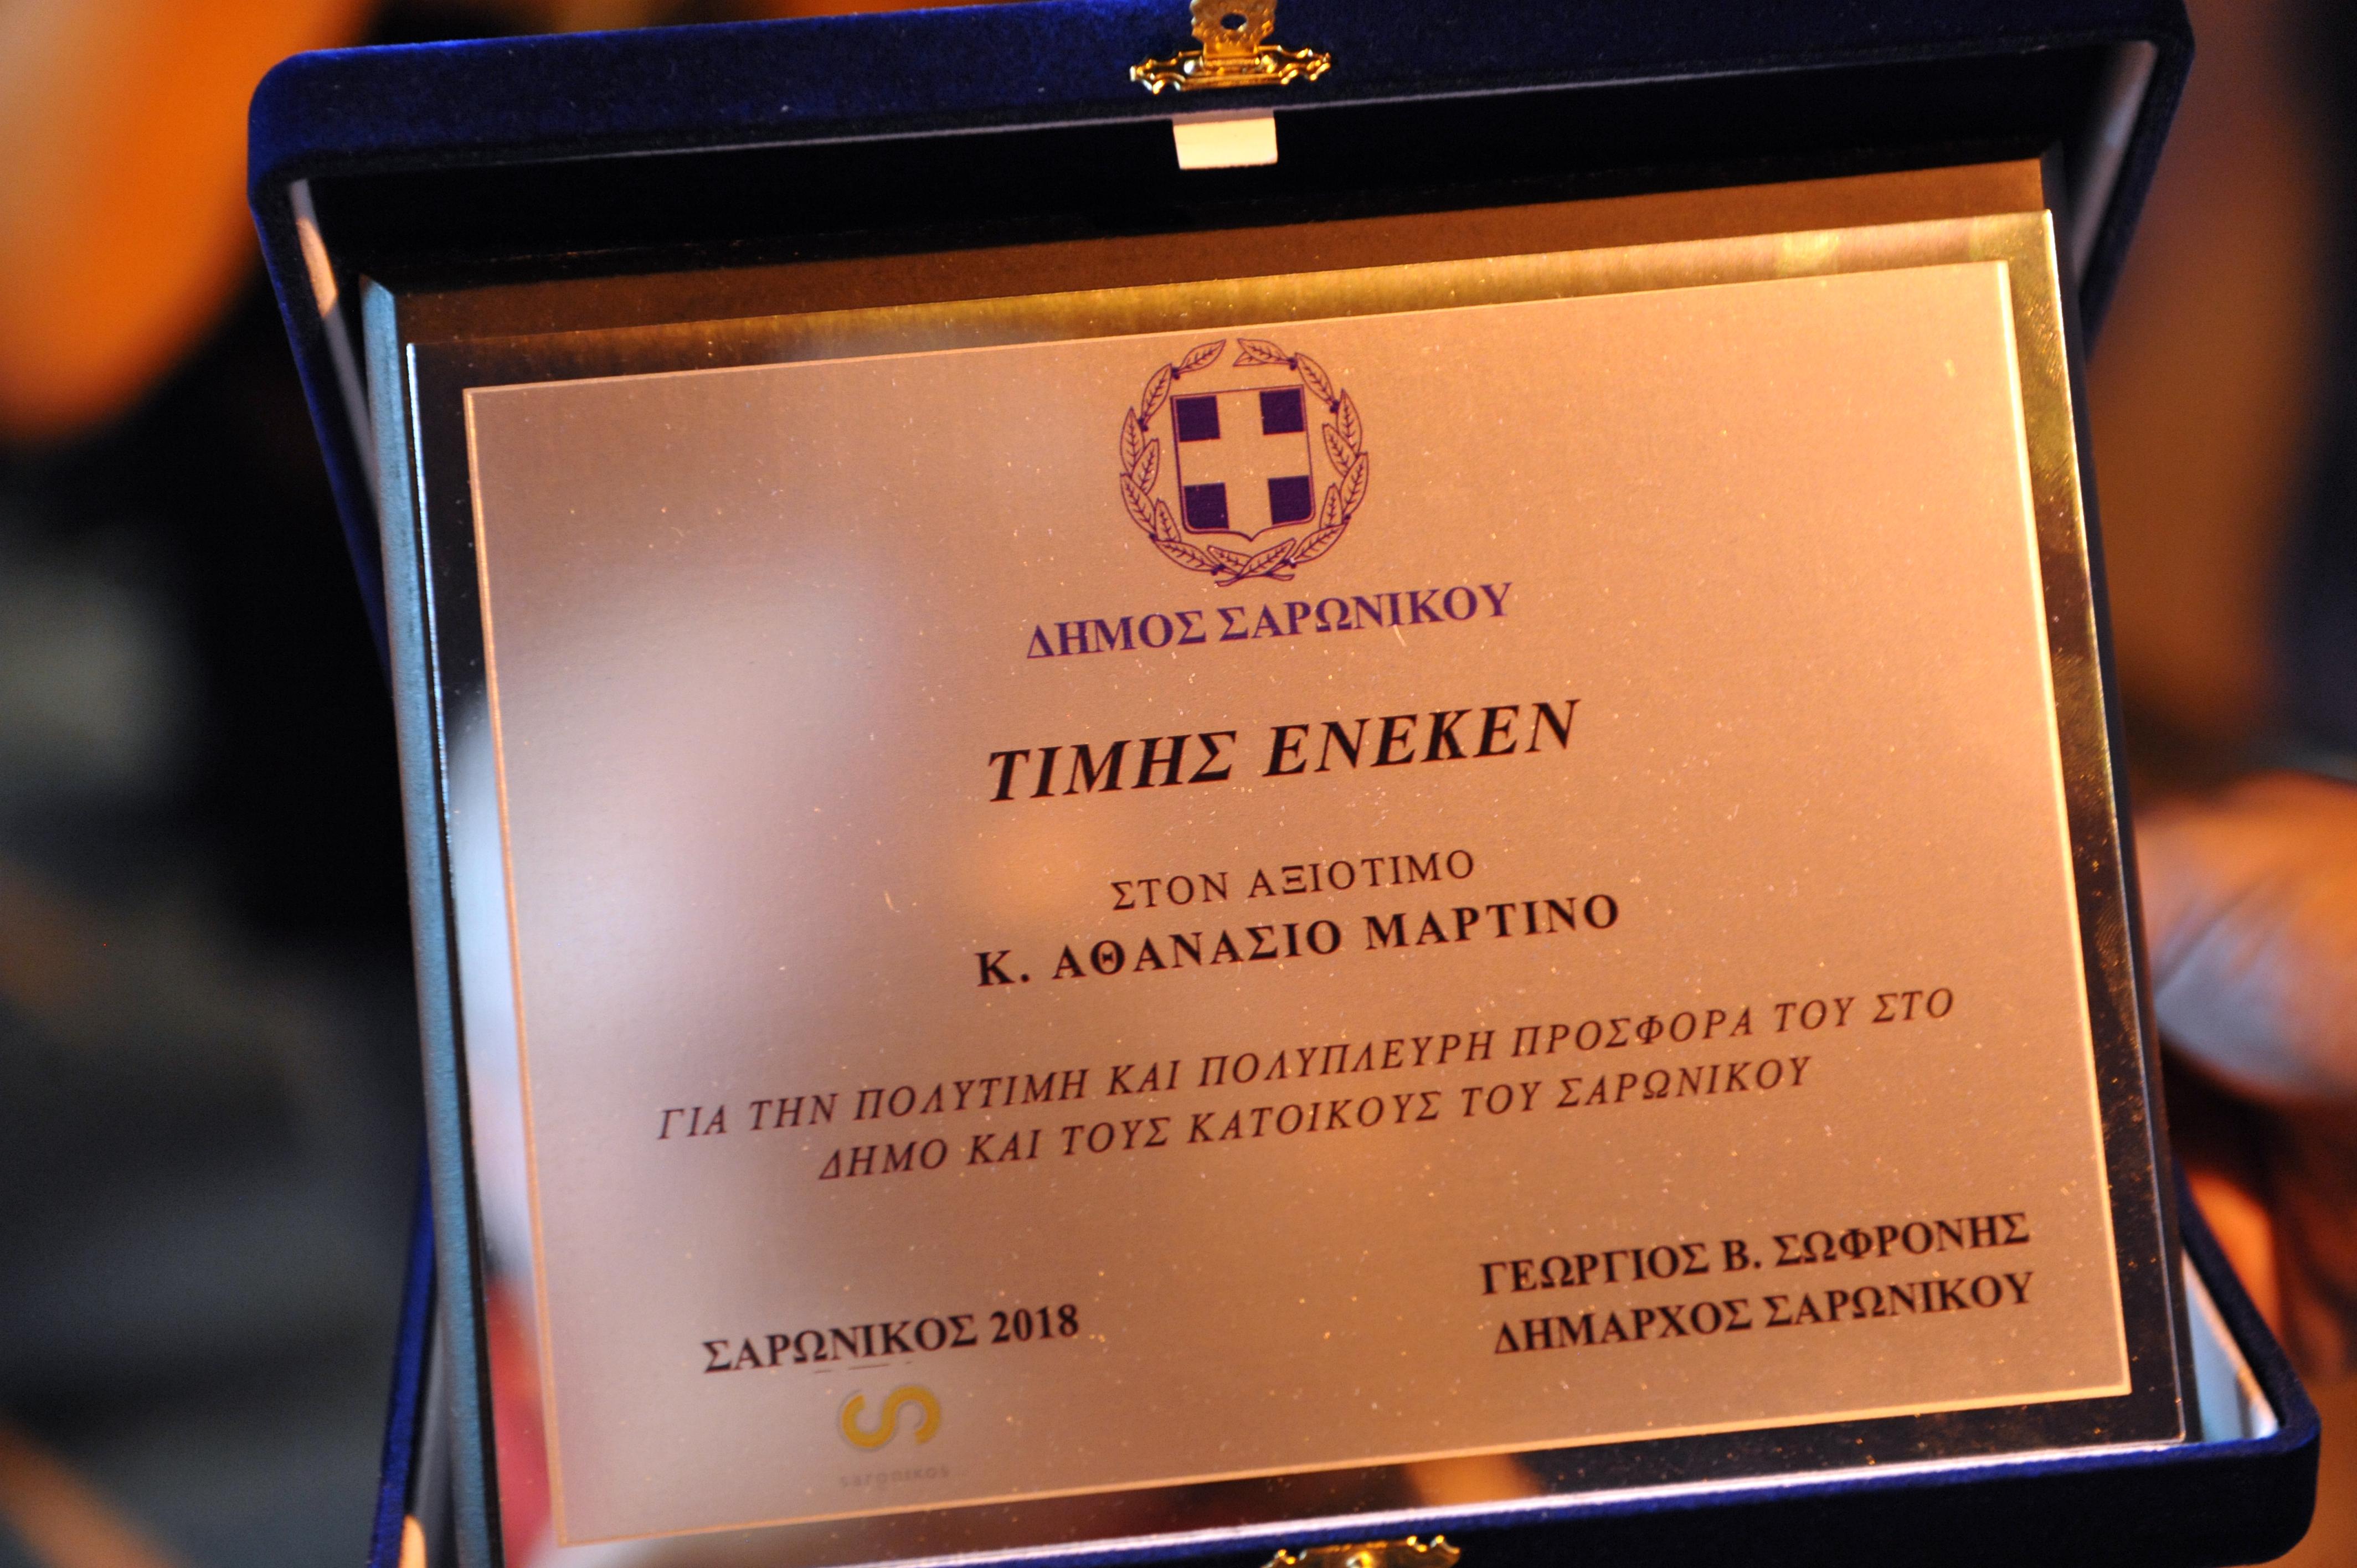 ΔΗΜΟΣ ΣΑΡΩΝΙΚΟΥ
ΤΙΜΗΣ ΕΝΕΚΕΝ
ΣΤΟΝ ΑΞΙΟΤΙΜΟ
Κ. ΑΘΑΝΑΣΙΟ ΜΑΡΤΙΝΟ
ΓΙΑ ΤΗΝ ΠΟΛΥΤΙΜΗ ΚΑΙ ΠΟΛΥΠΛΕΥΡΗ ΠΡΟΣΦΟΡΑ ΤΟΥ ΣΤΟ
ΔΗΜΟ ΚΑΙ ΤΟΥΣ ΚΑΤΟΙΚΟΥΣ ΤΟΥ ΣΑΡΩΝΙΚΟΥ
ΓΕΩΡΓΙΟΣ Β. ΣΩΦΡΟΝΗΣ
ΔΗΜΑΡΧΟΣ ΣΑΡΩΝΙΚΟΥ
ΣΑΡΩΝΙΚΟΣ 2018
saronikos